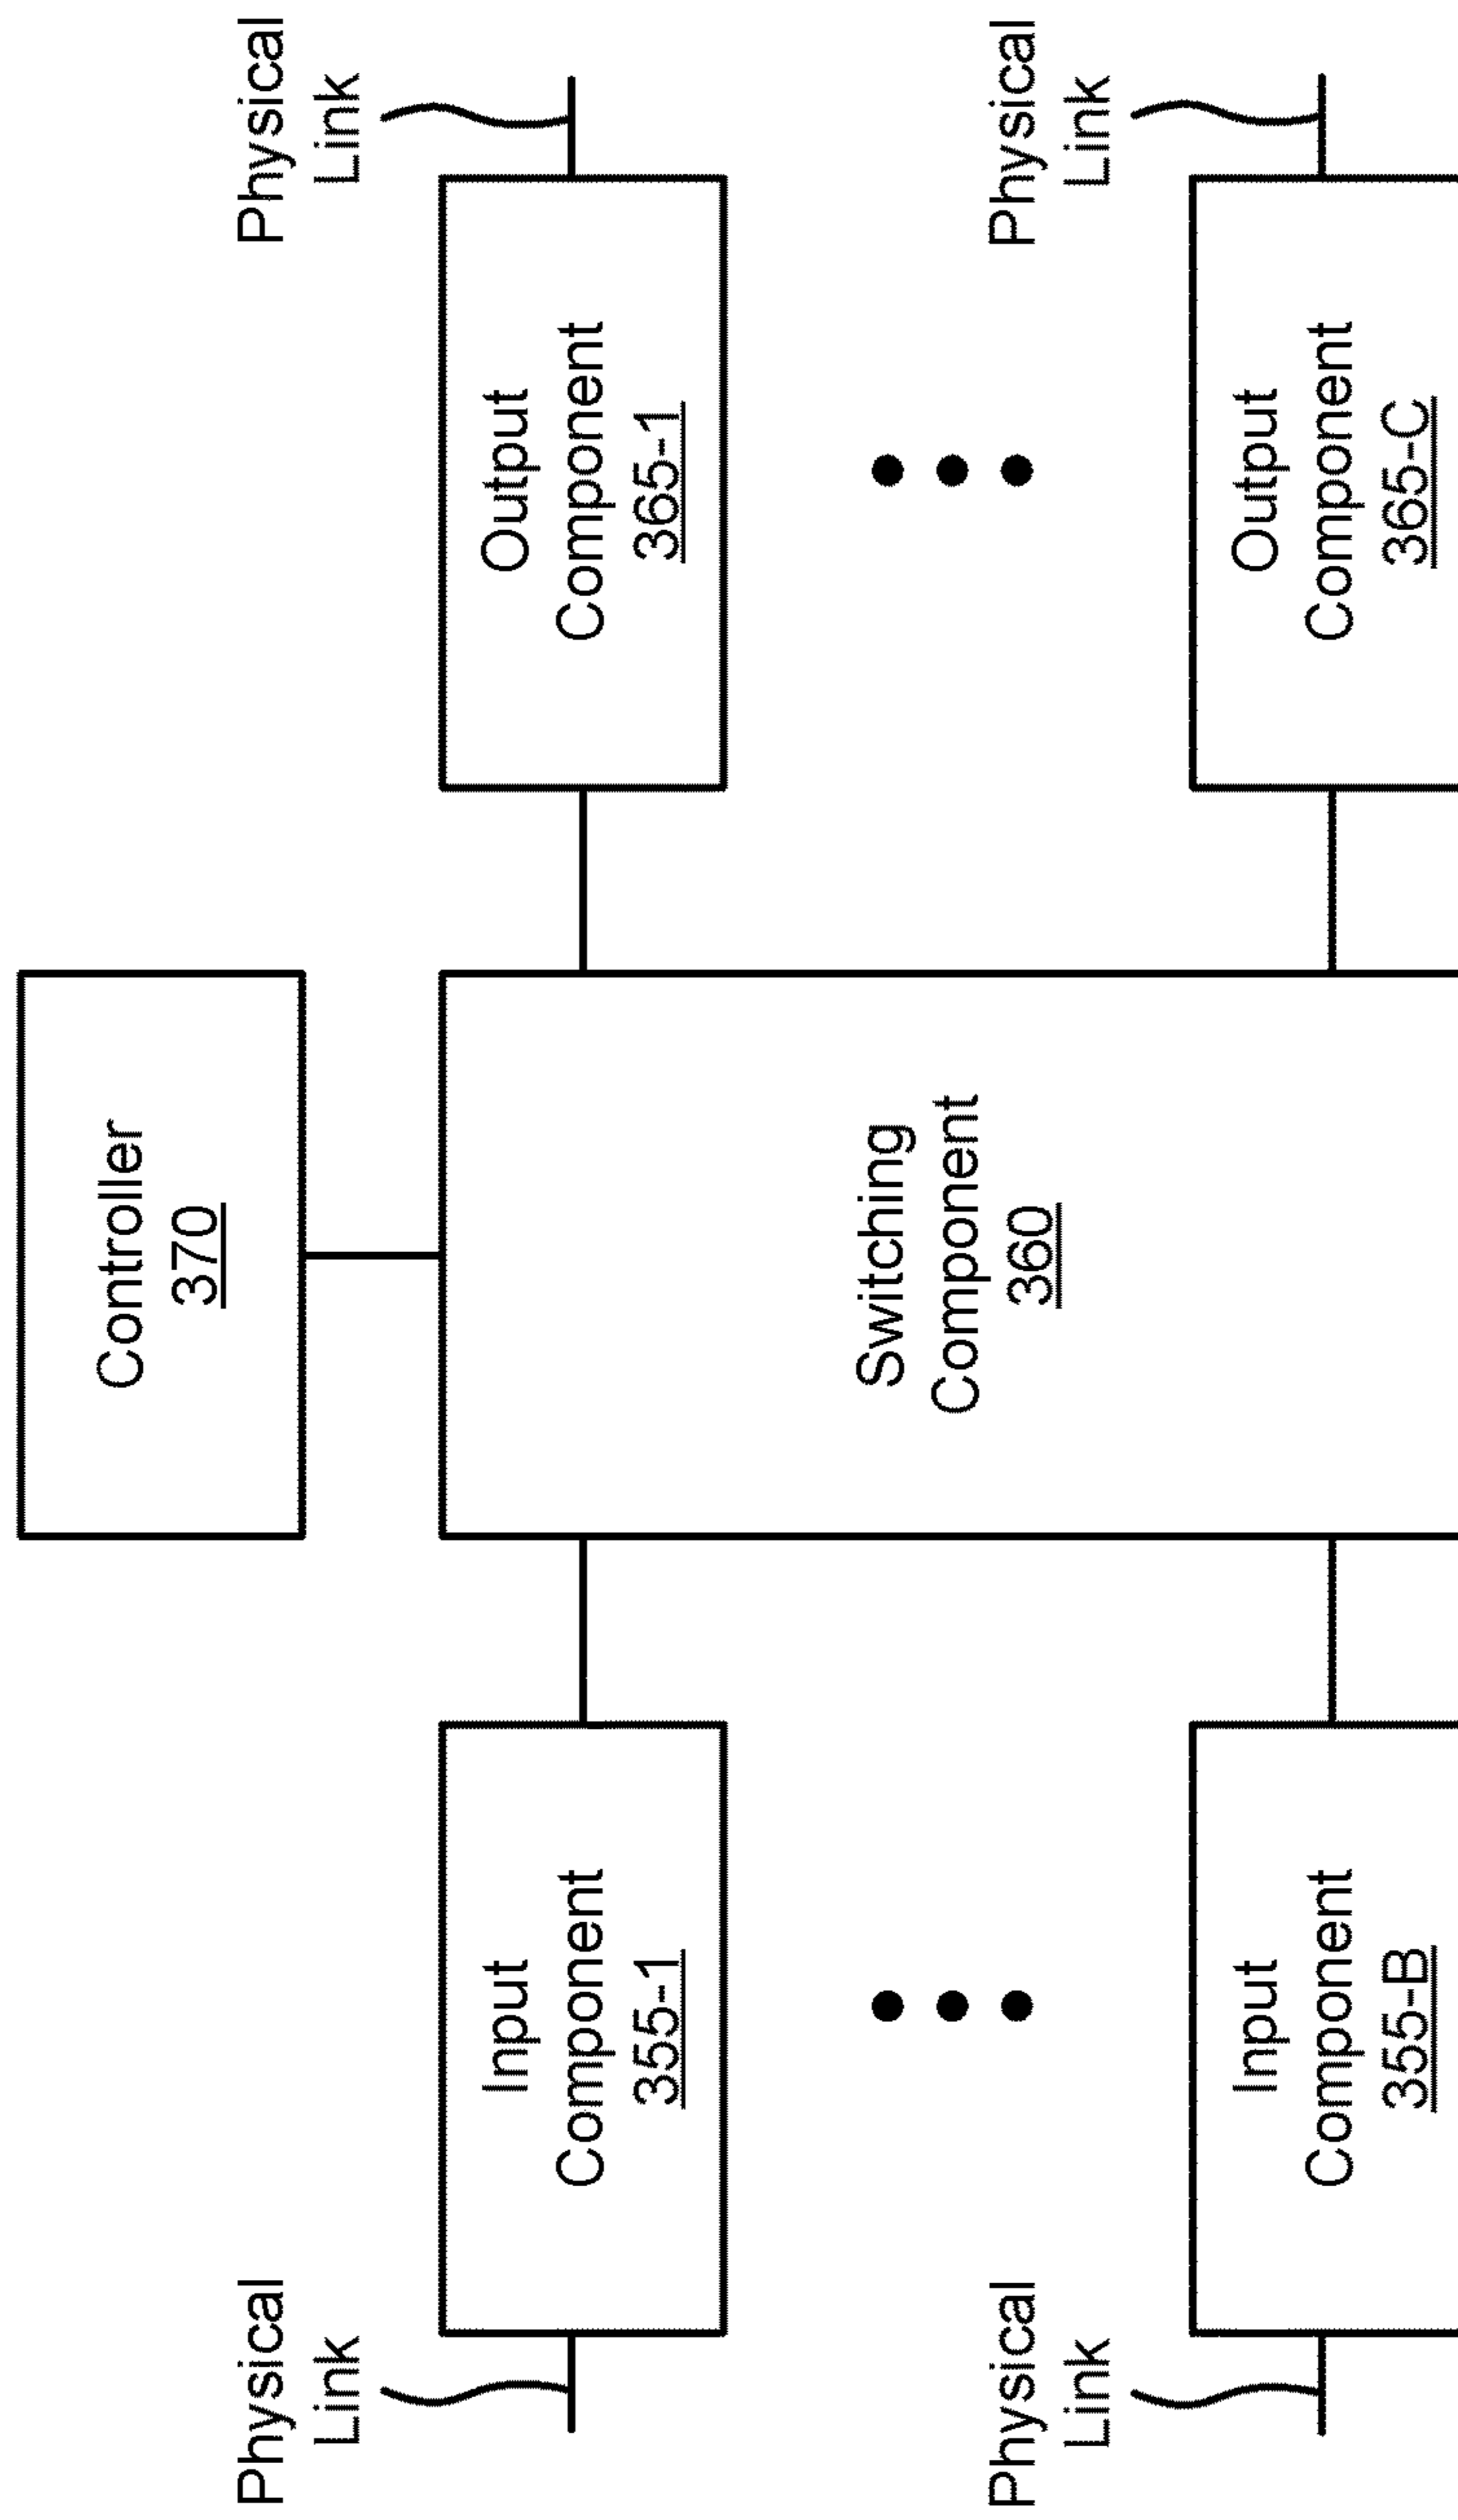 Controller
370
Physical
Link
Input
Component
355-1
Switching
Component
360
Output
Component
365-1
Physical
Link
Physical
Link
Input
Component
355-B
Output
Component
365-C
Physical
Link